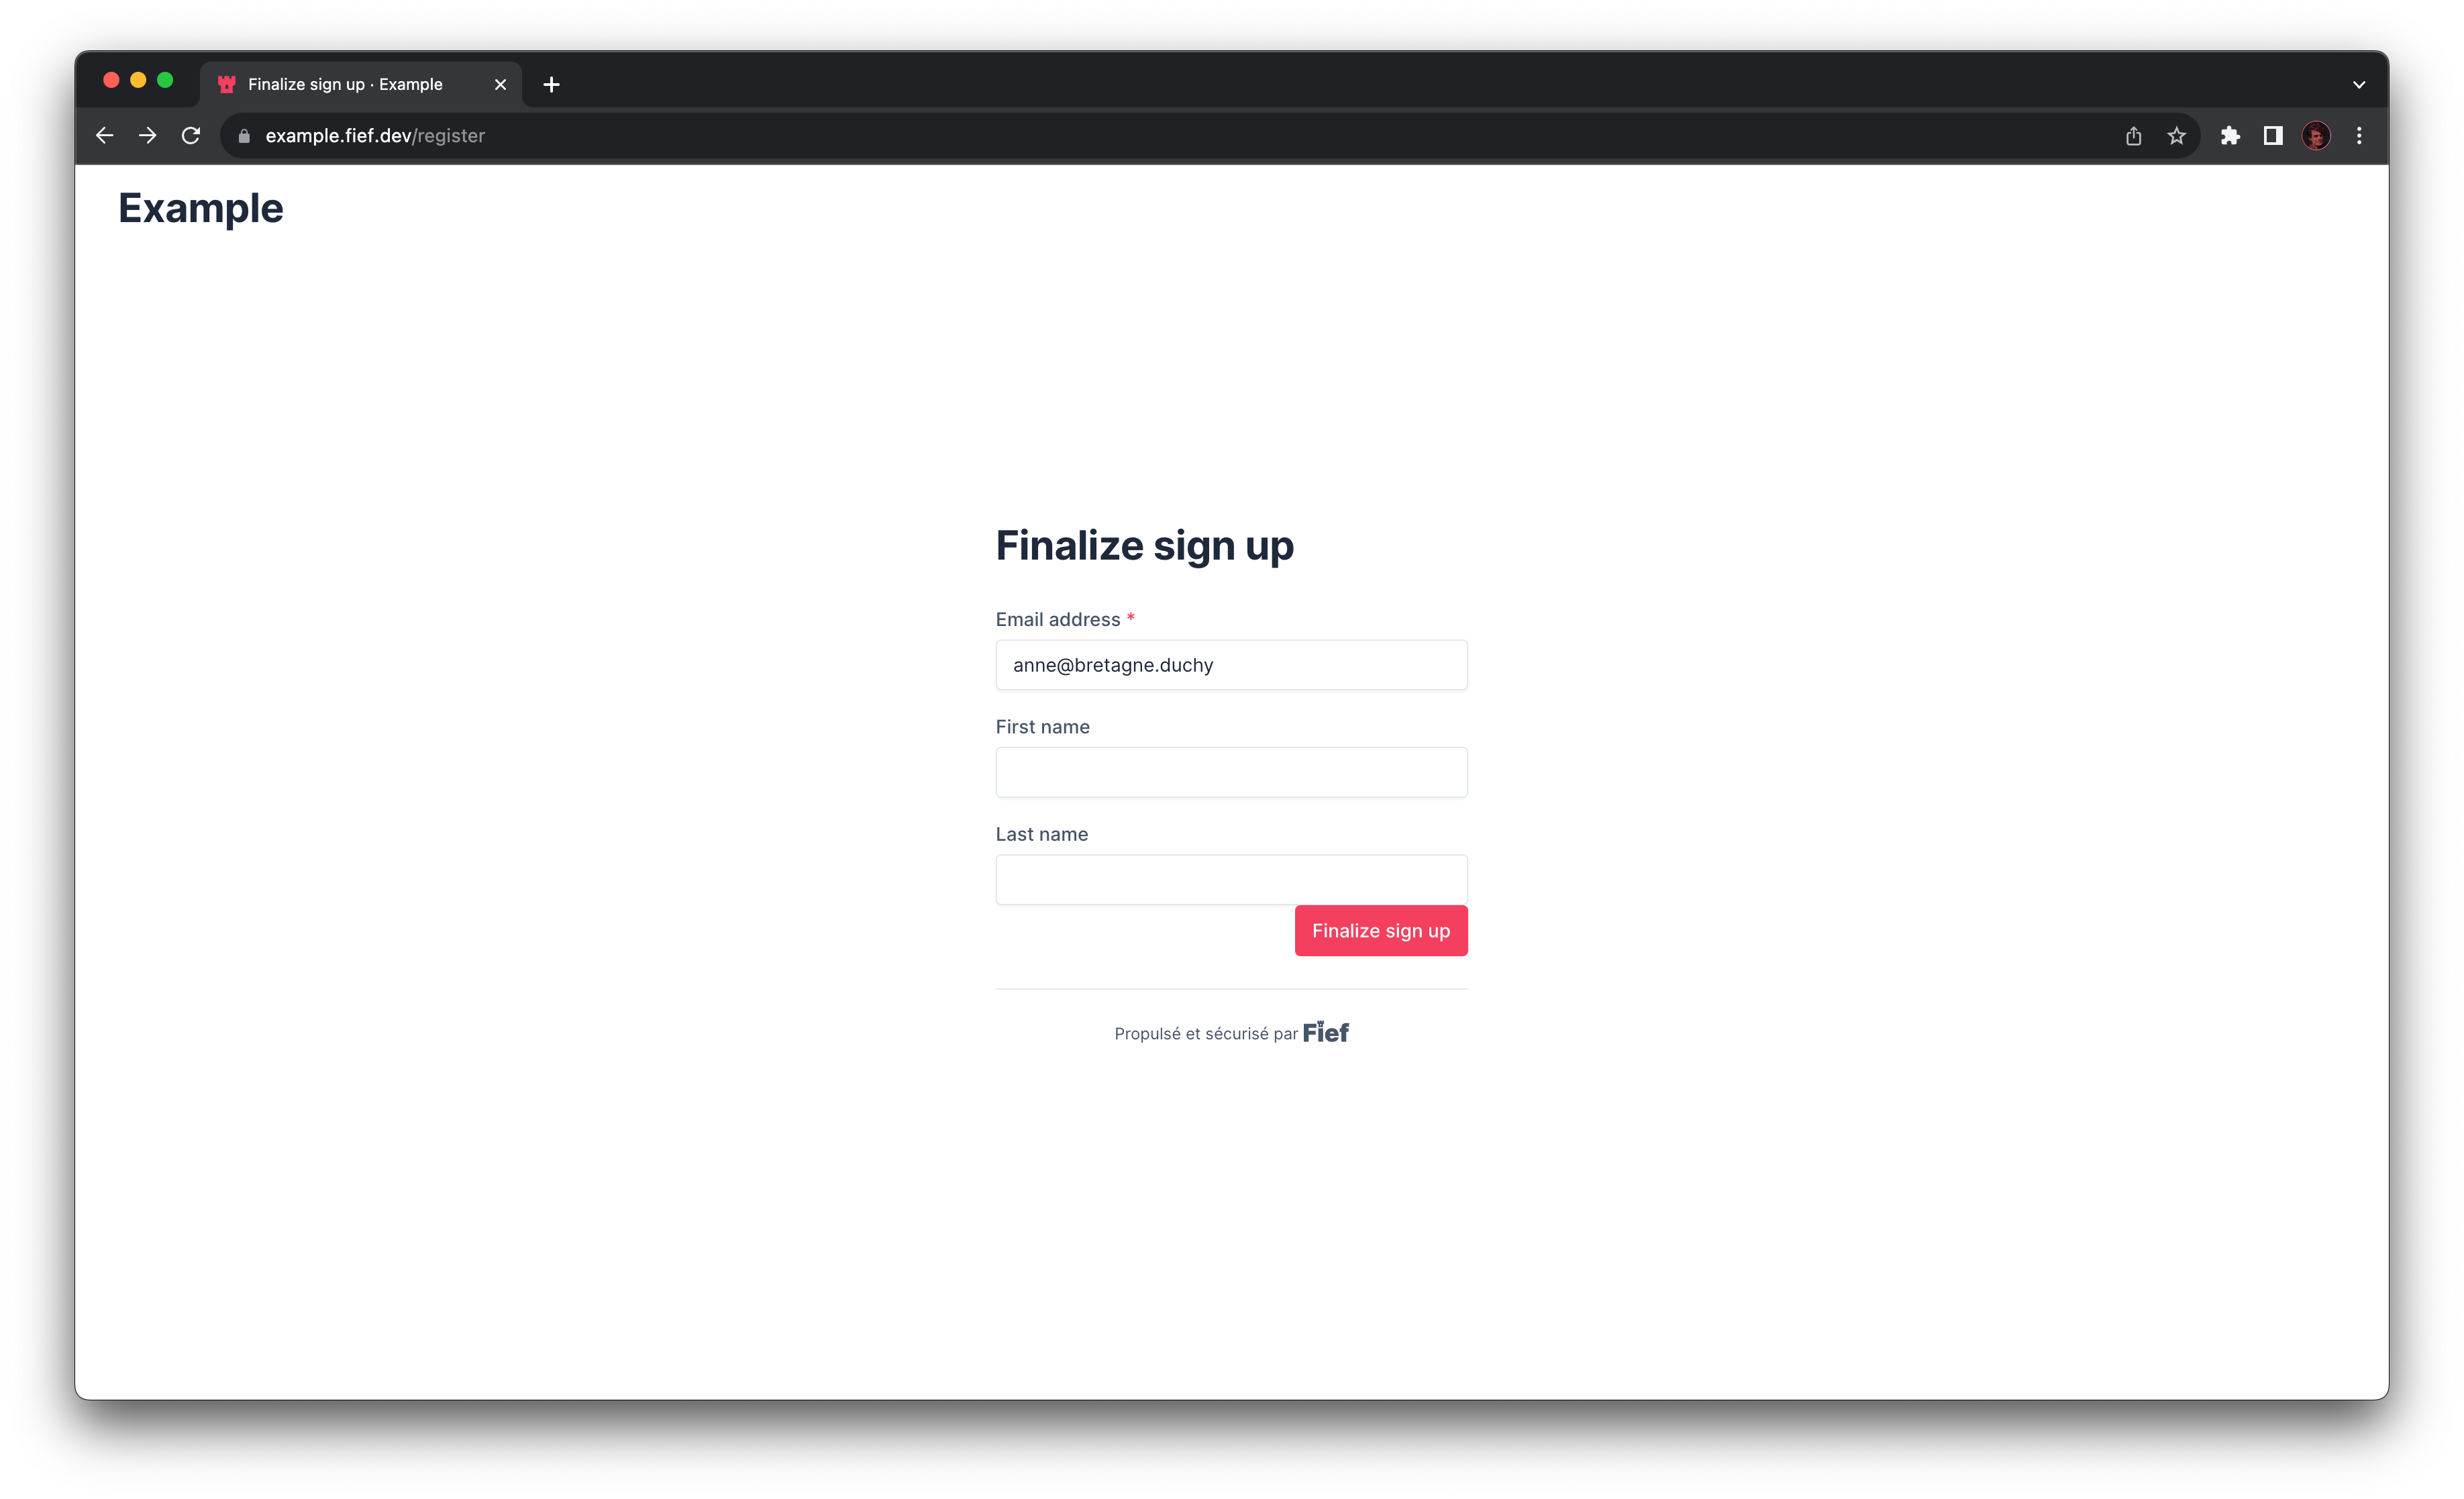 Finalize sign up · Example
example.fief.dev/register
Example
Finalize sign up
Email address *
anne@bretagne.duchy
First name
Last name
Finalize sign up
Propulsé et sécurisé par Fief